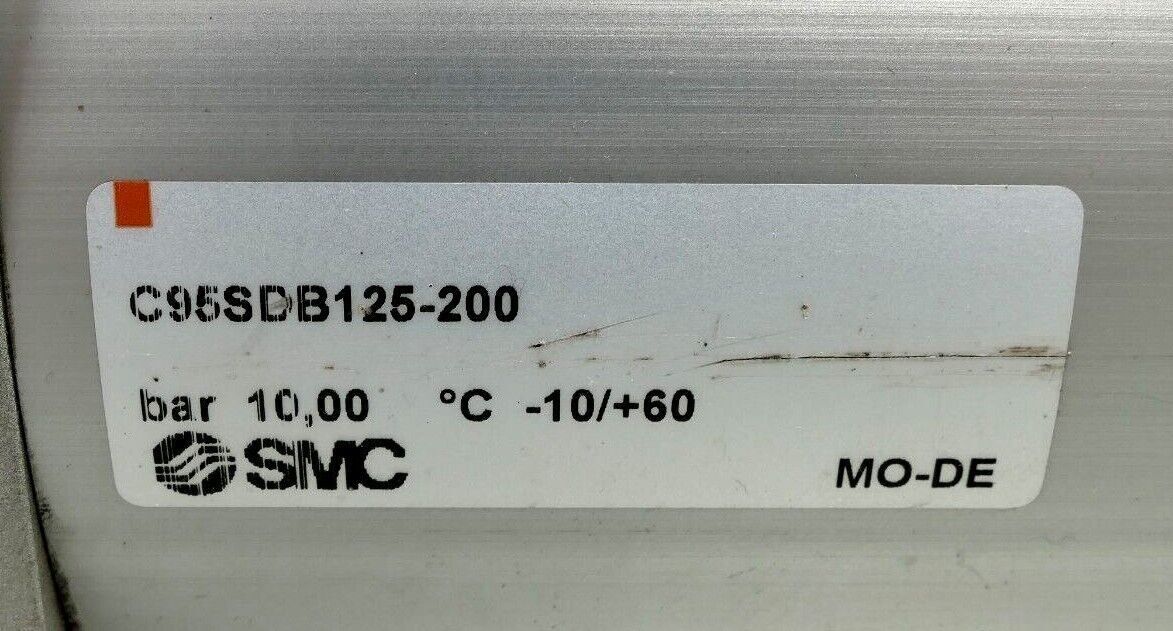 C95SDB125-200
bar 10,00 °C -10/+60
SMC
MO-DE